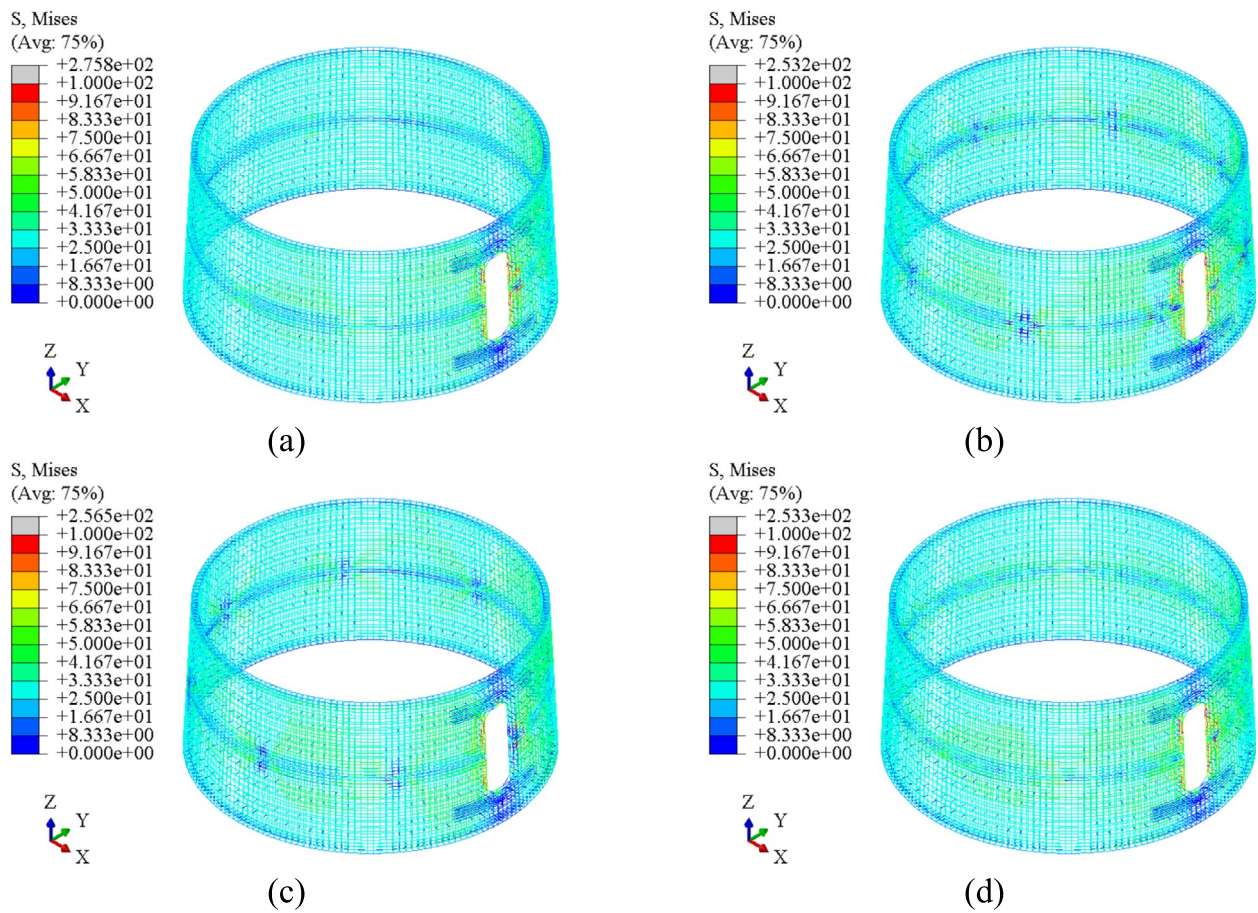 S, Mises
(Avg: 75%)
+2.758e+02
+1.000e+02
+9.167e+01
+8.333e+01
+7.500e+01
+6.667e+01
+5.833e+01
+5.000e+01
+4.167e+01
+3.333e+01
+2.500e+01
+1.667e+01
+8.333e+00
+0.000e+00
Z
Y
X
(a)
S, Mises
(Avg: 75%)
+2.532e+02
+1.000e+02
+9.167e+01
+8.333e+01
+7.500e+01
+6.667e+01
+5.833e+01
+5.000e+01
+4.167e+01
+3.333e+01
+2.500e+01
+1.667e+01
+8.333e+00
+0.000e+00
Z
Y
X
(b)
S, Mises
(Avg: 75%)
+2.565e+02
+1.000e+02
+9.167e+01
+8.333e+01
+7.500e+01
+6.667e+01
+5.833e+01
+5.000e+01
+4.167e+01
+3.333e+01
+2.500e+01
+1.667e+01
+8.333e+00
+0.000e+00
Z
Y
X
(c)
S, Mises
(Avg: 75%)
+2.533e+02
+1.000e+02
+9.167e+01
+8.333e+01
+7.500e+01
+6.667e+01
+5.833e+01
+5.000e+01
+4.167e+01
+3.333e+01
+2.500e+01
+1.667e+01
+8.333e+00
+0.000e+00
Z
Y
X
(d)